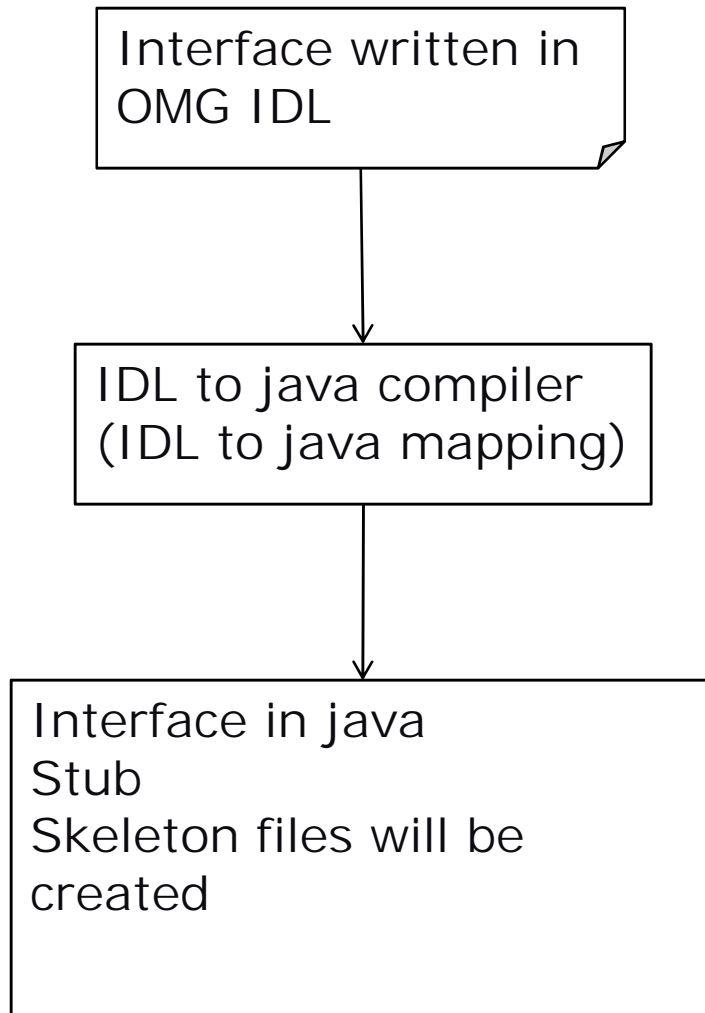 Interface written in
OMG IDL
IDL to java compiler
(IDL to java mapping)
Interface in java
Stub
Skeleton files will be
created